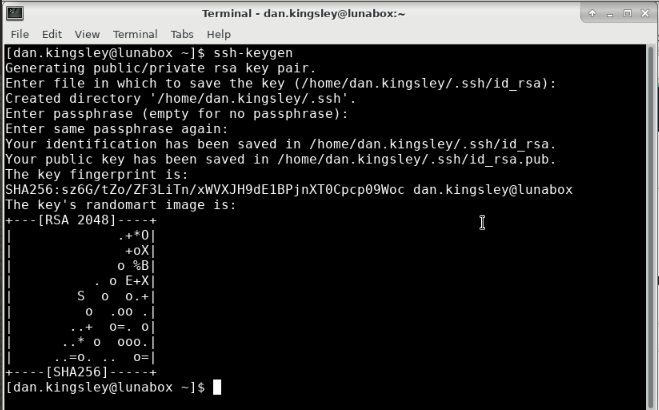 Terminal - dan.kingsley@lunabox:~
File Edit View Terminal Tabs Help
[dan.kingsley@lunabox ~]$ ssh-keygen
Generating public/private rsa key pair.
Enter file in which to save the key (/home/dan.kingsley/.ssh/id_rsa):
Created directory '/home/dan.kingsley/.ssh'.
Enter passphrase (empty for no passphrase):
Enter same passphrase again:
Your identification has been saved in /home/dan.kingsley/.ssh/id_rsa.
Your public key has been saved in /home/dan.kingsley/.ssh/id_rsa.pub.
The key fingerprint is:
SHA256:sz6G/tZo/ZF3LiTn/xWVXJH9dE1BPjnXT0Cpcp09Woc dan.kingsley@lunabox
The key's randomart image is:
+---[RSA 2048]----+
|              .+*O|
|               +oX|
|              o %B|
|           . o E+X|
|         S  o  o.+|
|          o  .oo .|
|        ..+  o=. o|
|       ..* o  ooo.|
|      ..=o. ..  o=|
+----[SHA256]-----+
[dan.kingsley@lunabox ~]$